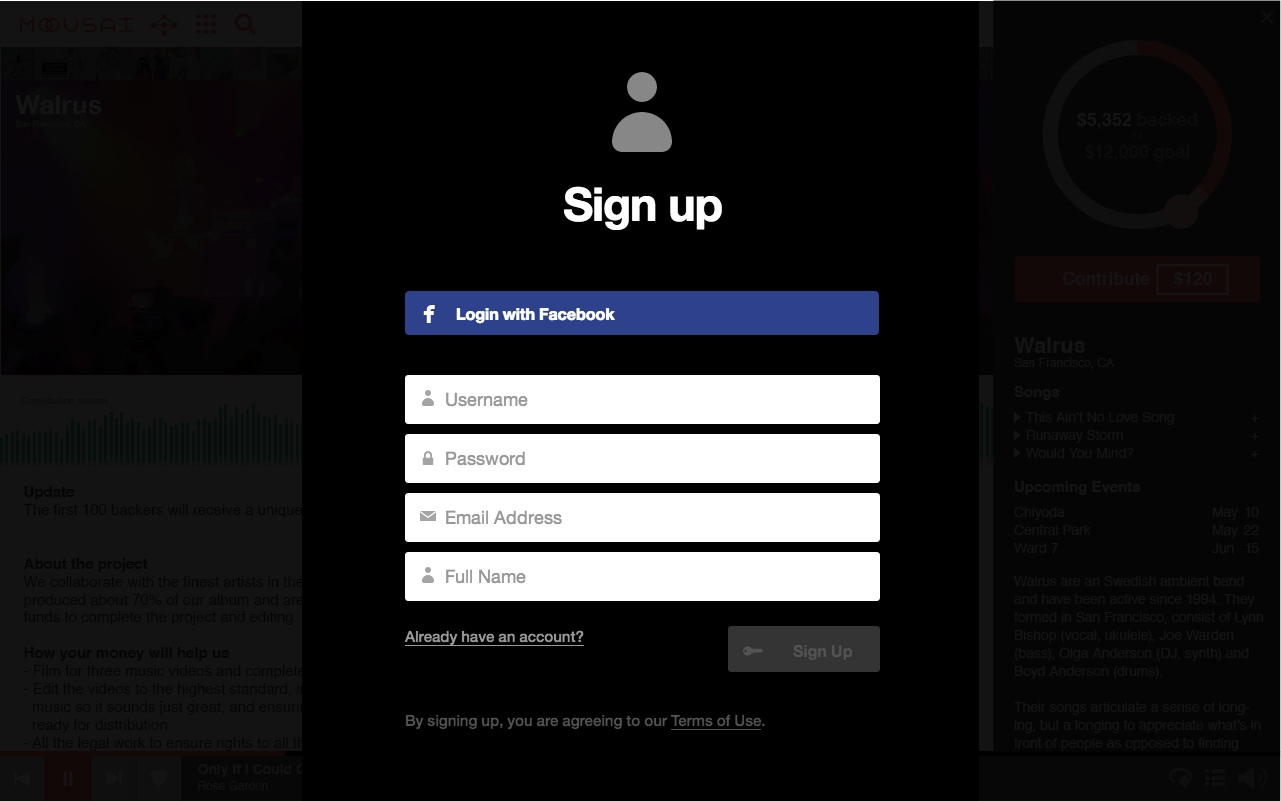 MOUSAI
Walrus
San Francisco, CA
Contribution stream
Update
The first 100 backers will receive a unique
About the project
We collaborate with the finest artists in the
produced about 70% of our album and are
funds to complete the project and editing.
How your money will help us
- Film for three music videos and complete
- Edit the videos to the highest standard, i
music so it sounds just great, and ensuri
ready for distribution
- All the legal work to ensure rights to all th
Only If I Could
Rose Garden
Sign up
Login with Facebook
Username
Password
Email Address
Full Name
Already have an account?
Sign Up
By signing up, you are agreeing to our Terms of Use.
$5,352 backed
of
$12,000 goal
Contribute $120
Walrus
San Francisco, CA
Songs
This Ain't No Love Song +
Runaway Storm +
Would You Mind? +
Upcoming Events
Chiyoda May 10
Central Park May 22
Ward 7 Jun 15
Walrus are an Swedish ambient band
and have been active since 1994. They
formed in San Francisco, consist of Lynn
Bishop (vocal, ukulele), Joe Warden
(bass), Olga Anderson (DJ, synth) and
Boyd Anderson (drums).
Their songs articulate a sense of long-
ing, but a longing to appreciate what's in
front of people as opposed to finding